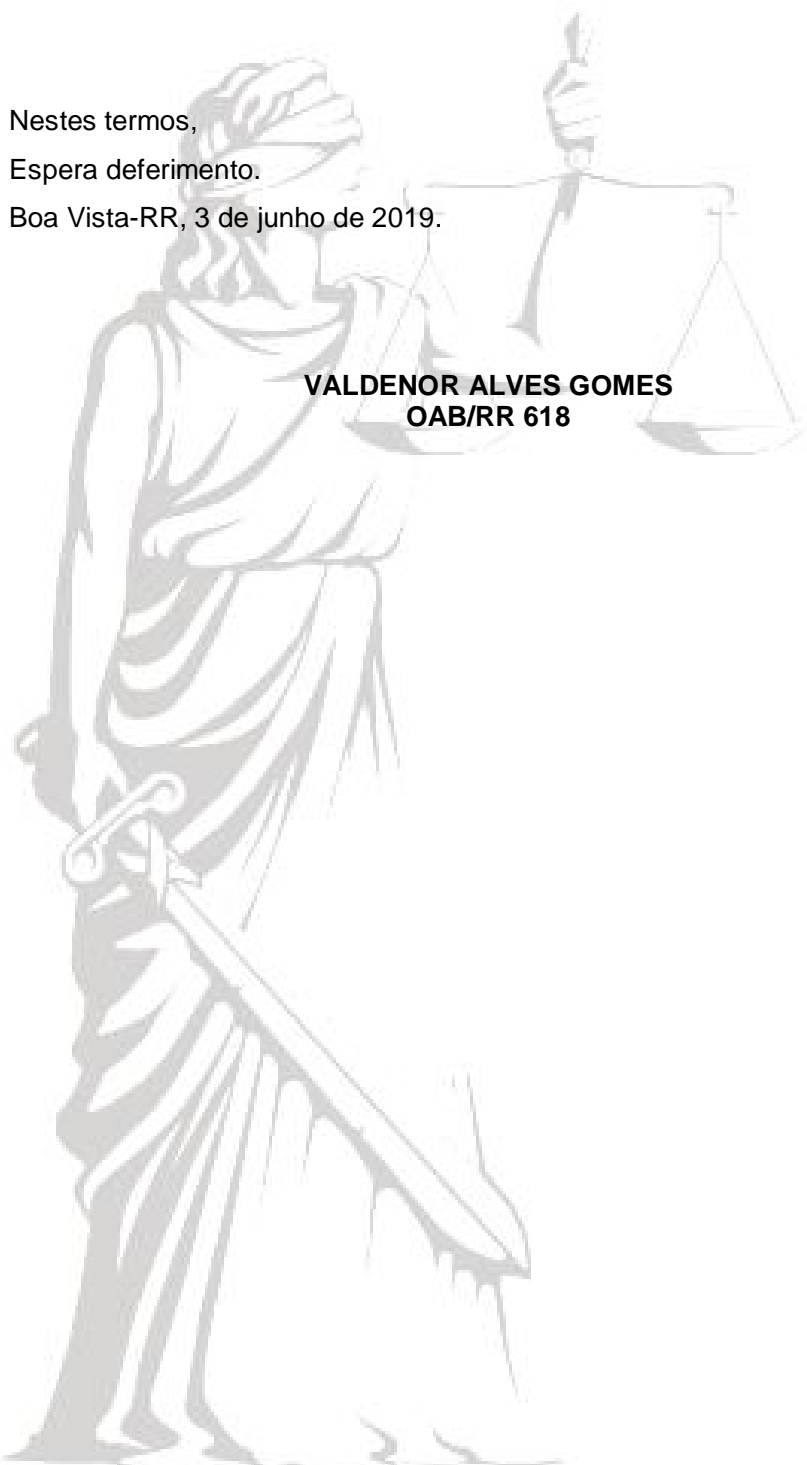 Nestes termos,
Espera deferimento.
Boa Vista-RR, 3 de junho de 2019.
VALDENOR ALVES GOMES
OAB/RR 618